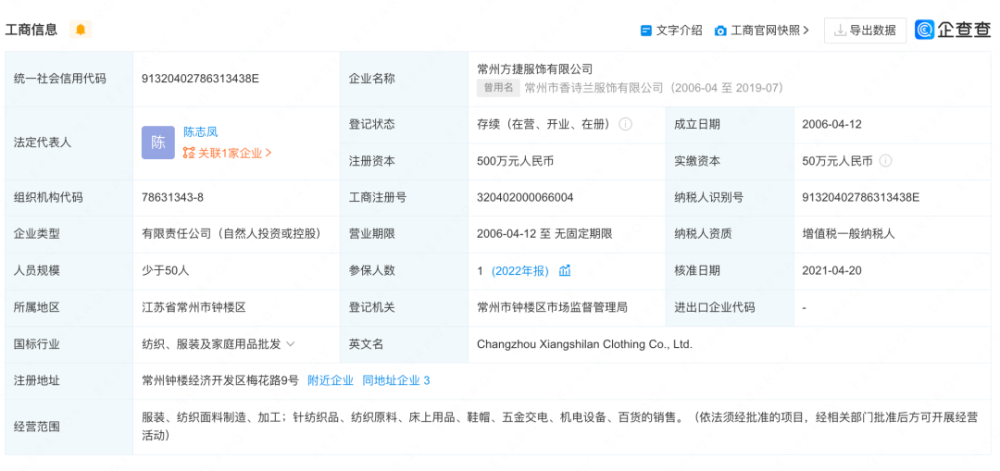 工商信息
文字介绍 工商官网快照 导出数据 企查查
统一社会信用代码 91320402786313438E 企业名称 常州方捷服饰有限公司
曾用名 常州市香诗兰服饰有限公司（2006-04 至 2019-07）
法定代表人 陈 陈志凤
关联1家企业
登记状态 存续（在营、开业、在册） 成立日期 2006-04-12
注册资本 500万元人民币 实缴资本 50万元人民币
组织机构代码 78631343-8 工商注册号 320402000066004 纳税人识别号 91320402786313438E
企业类型 有限责任公司（自然人投资或控股） 营业期限 2006-04-12 至 无固定期限 纳税人资质 增值税一般纳税人
人员规模 少于50人 参保人数 1 (2022年报) 核准日期 2021-04-20
所属地区 江苏省常州市钟楼区 登记机关 常州市钟楼区市场监督管理局 进出口企业代码 -
国标行业 纺织、服装及家庭用品批发 英文名 Changzhou Xiangshilan Clothing Co., Ltd.
注册地址 常州钟楼经济开发区梅花路9号 附近企业 同地址企业 3
经营范围 服装、纺织面料制造、加工；针纺织品、纺织原料、床上用品、鞋帽、五金交电、机电设备、百货的销售。（依法须经批准的项目，经相关部门批准后方可开展经营
活动）